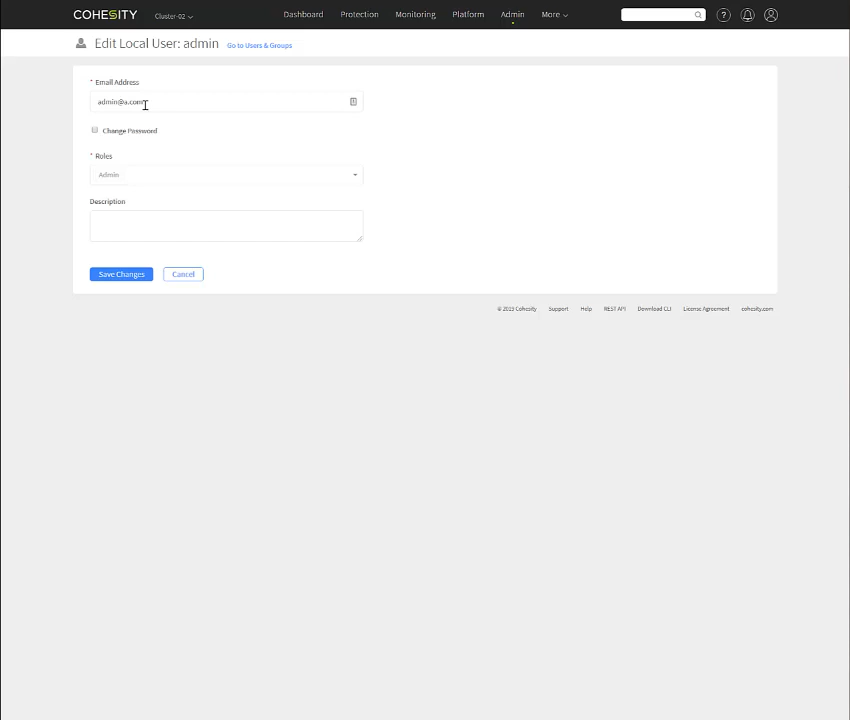 COHESITY Cluster-02 Dashboard Protection Monitoring Platform Admin More ?
Edit Local User: admin Go to Users & Groups
* Email Address
admin@a.com
Change Password
* Roles
Admin
Description
Save Changes Cancel
© 2019 Cohesity Support Help REST API Download CLI License Agreement cohesity.com